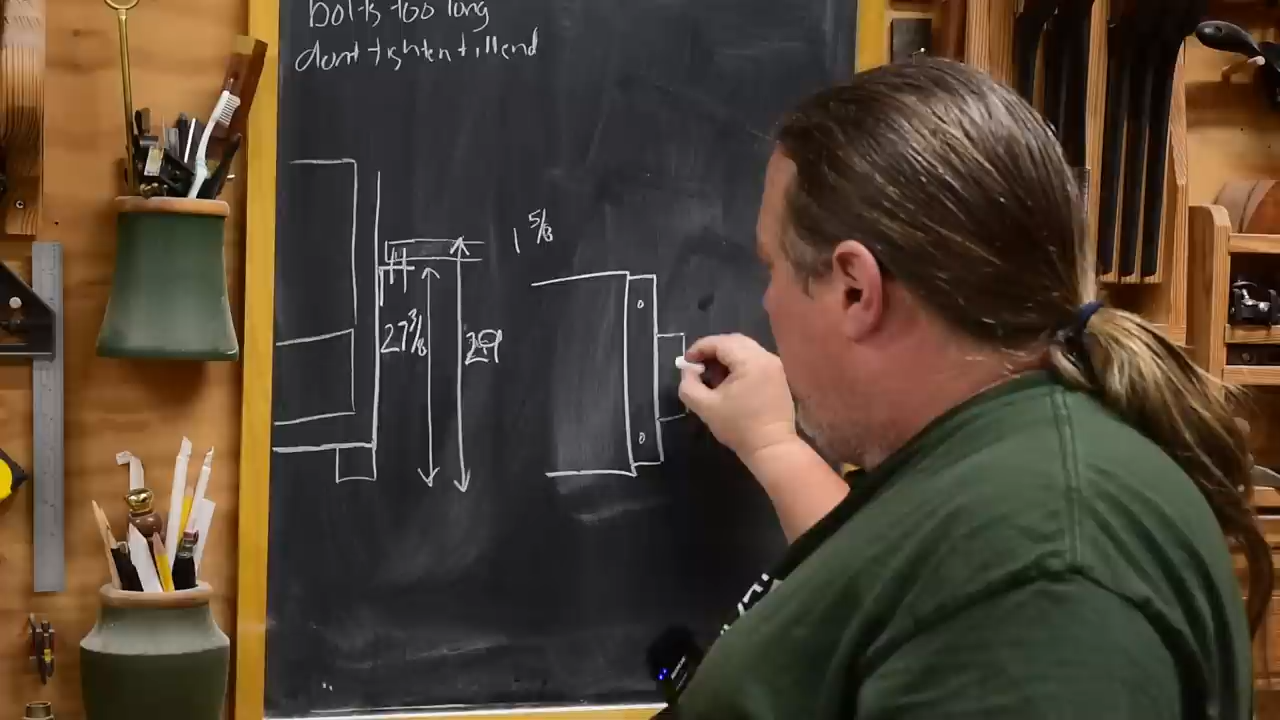 bolts too long
dont tighten till end
1 5/8
27 3/8
29